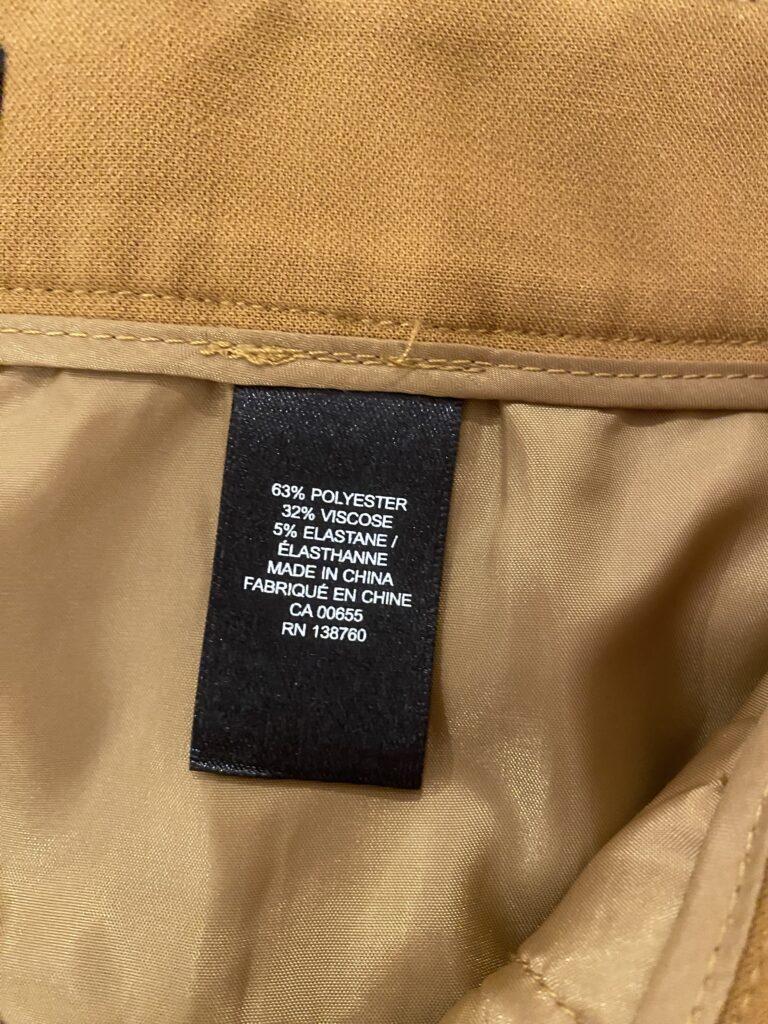 63% POLYESTER
32% VISCOSE
5% ELASTANE /
ÉLASTHANNE
MADE IN CHINA
FABRIQUÉ EN CHINE
CA 00655
RN 138760